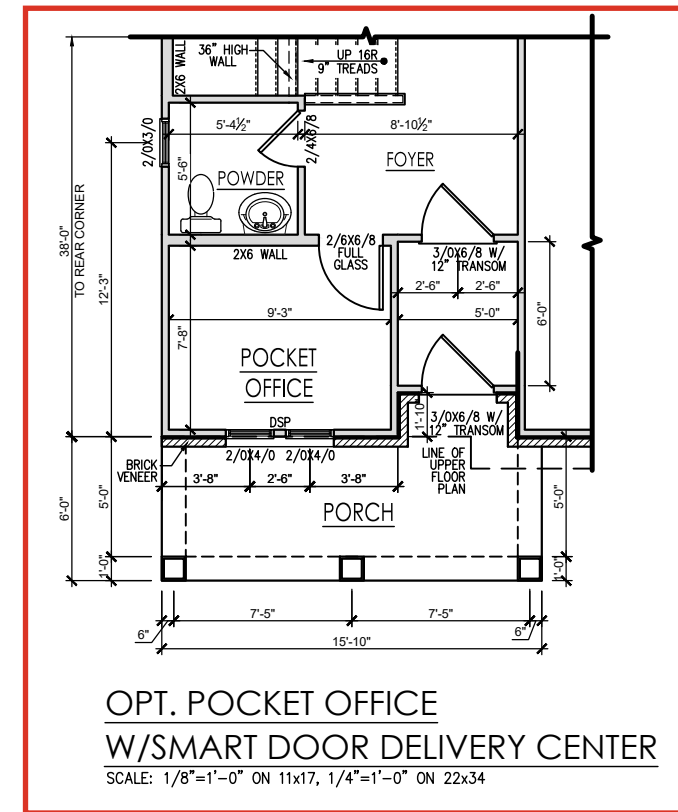 2X6 WALL
36" HIGH
WALL
UP 16R
9" TREADS
2/0X3/0
5'-4½"
2/4X6/8
8'-10½"
5'-6"
POWDER
FOYER
38'-0"
TO REAR CORNER
12'-3"
2X6 WALL
2/6X6/8
FULL
GLASS
3/0X6/8 W/
12" TRANSOM
2'-6"
2'-6"
5'-0"
6'-0"
9'-3"
7'-8"
POCKET
OFFICE
DSP
1'-10"
3/0X6/8 W/
12" TRANSOM
2/0X4/0
2/0X4/0
BRICK
VENEER
3'-8"
2'-6"
3'-8"
LINE OF
UPPER
FLOOR
PLAN
6'-0"
5'-0"
1'-0"
PORCH
5'-0"
1'-0"
6"
7'-5"
7'-5"
6"
15'-10"
OPT. POCKET OFFICE
W/SMART DOOR DELIVERY CENTER
SCALE: 1/8"=1'-0" ON 11x17, 1/4"=1'-0" ON 22x34